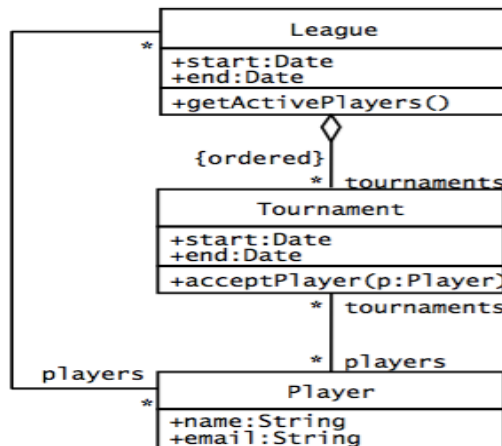 League
*
+start:Date
+end:Date
+getActivePlayers()
{ordered}
* tournaments
Tournament
+start:Date
+end:Date
+acceptPlayer(p:Player)
* tournaments
* players
players
*
Player
+name:String
+email:String